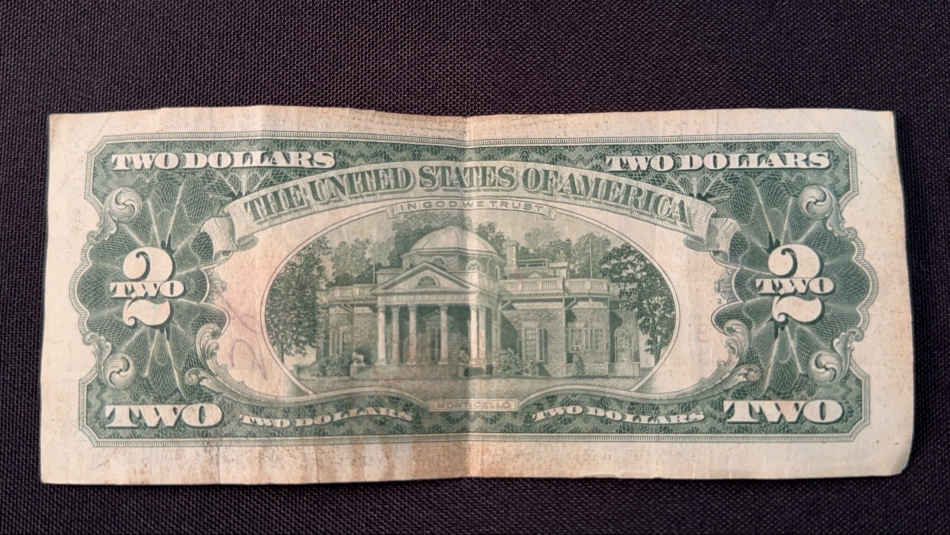 TWO DOLLARS TWO DOLLARS
THE UNITED STATES OF AMERICA
IN GOD WE TRUST
2 2
TWO TWO
MONTICELLO
TWO TWO DOLLARS TWO DOLLARS TWO